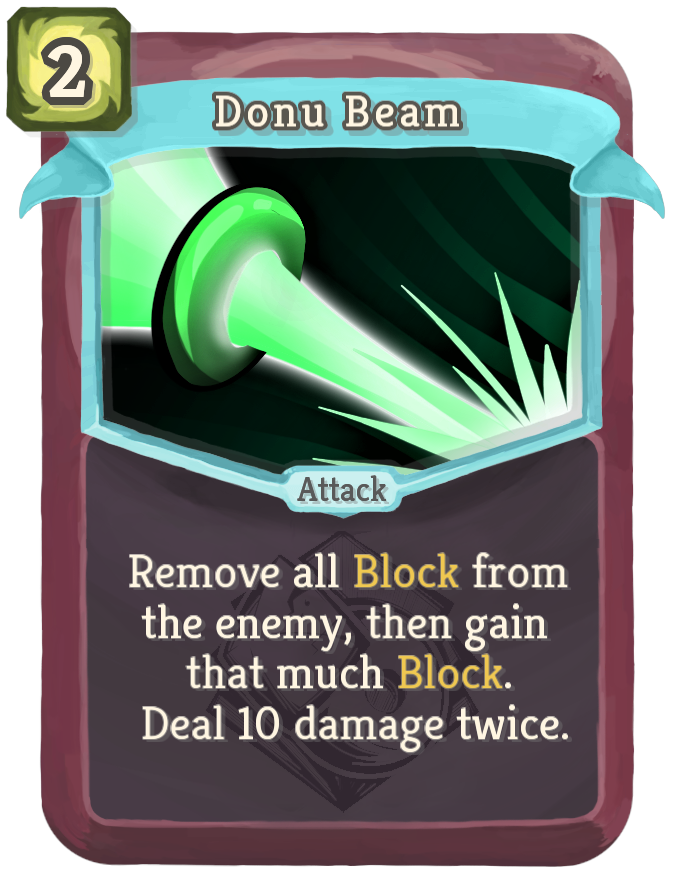 2
Donu Beam
Attack
Remove all Block from
the enemy, then gain
that much Block.
Deal 10 damage twice.